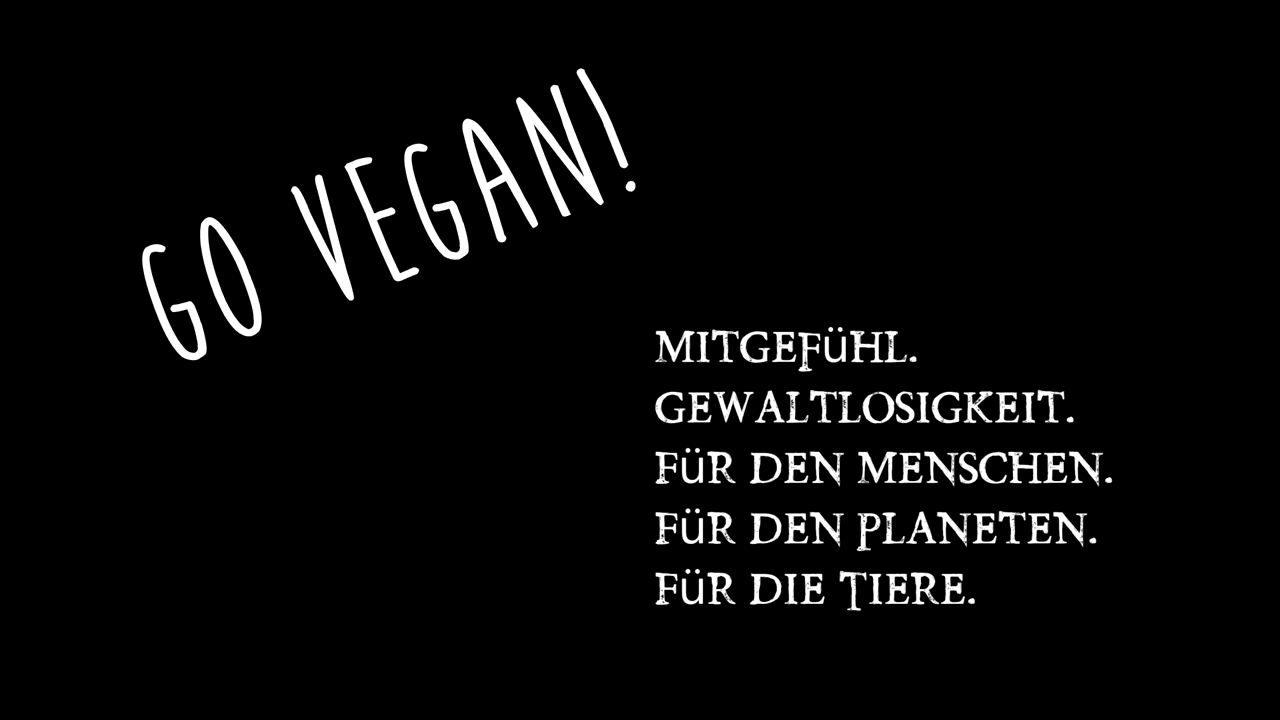 GO VEGAN!
MITGEFÜHL.
GEWALTLOSIGKEIT.
FÜR DEN MENSCHEN.
FÜR DEN PLANETEN.
FÜR DIE TIERE.